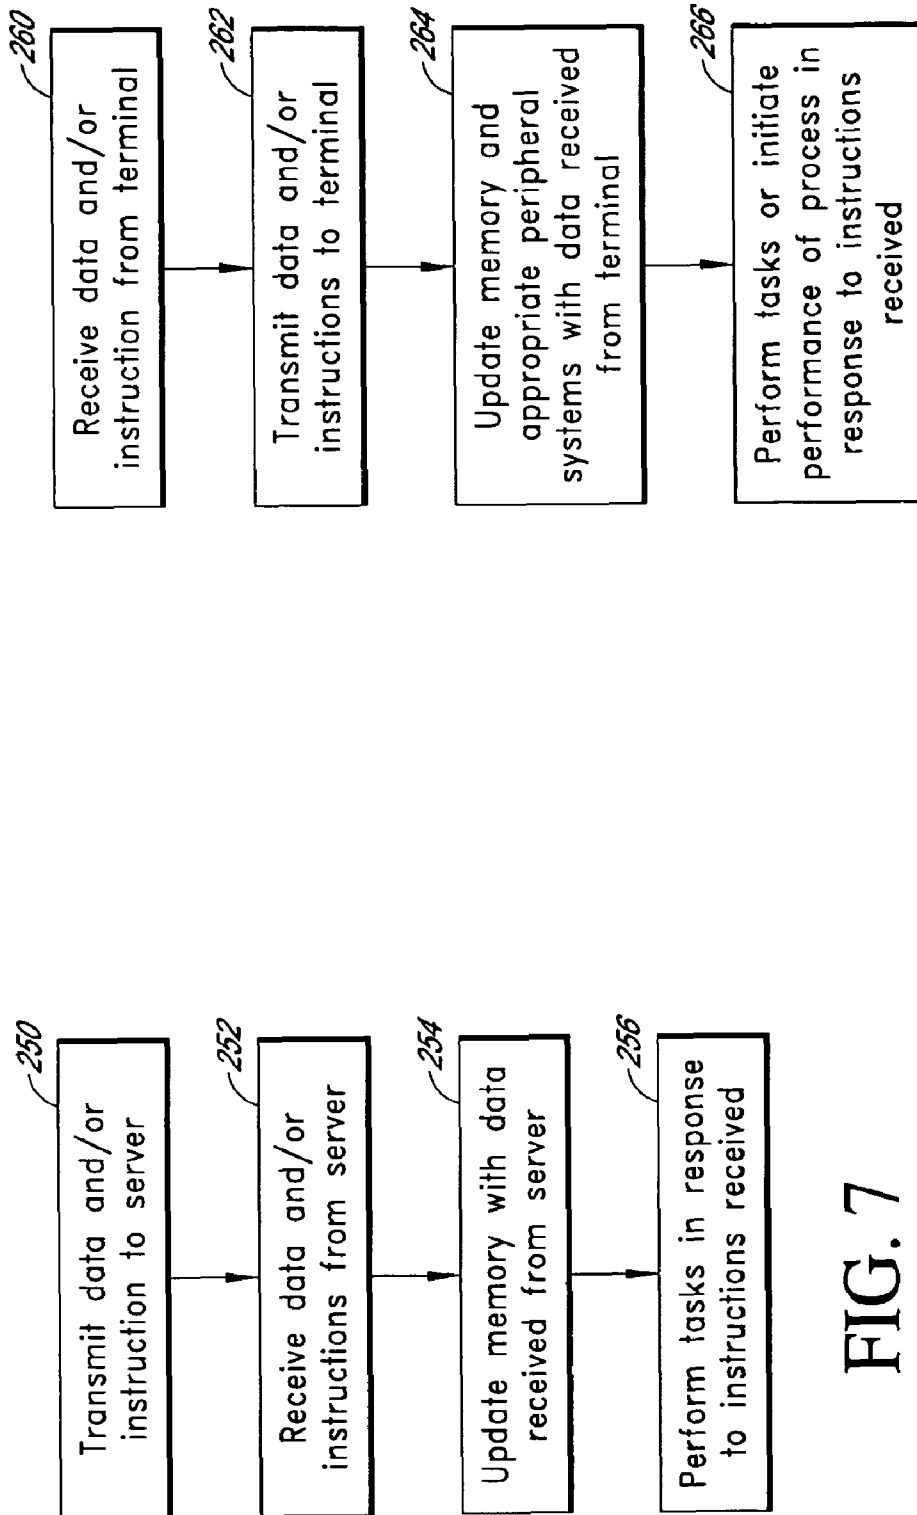 250
Transmit data and/or
instruction to server
252
Receive data and/or
instructions from server
254
Update memory with data
received from server
256
Perform tasks in response
to instructions received
260
Receive data and/or
instruction from terminal
262
Transmit data and/or
instructions to terminal
264
Update memory and
appropriate peripheral
systems with data received
from terminal
266
Perform tasks or initiate
performance of process in
response to instructions
received
FIG. 7